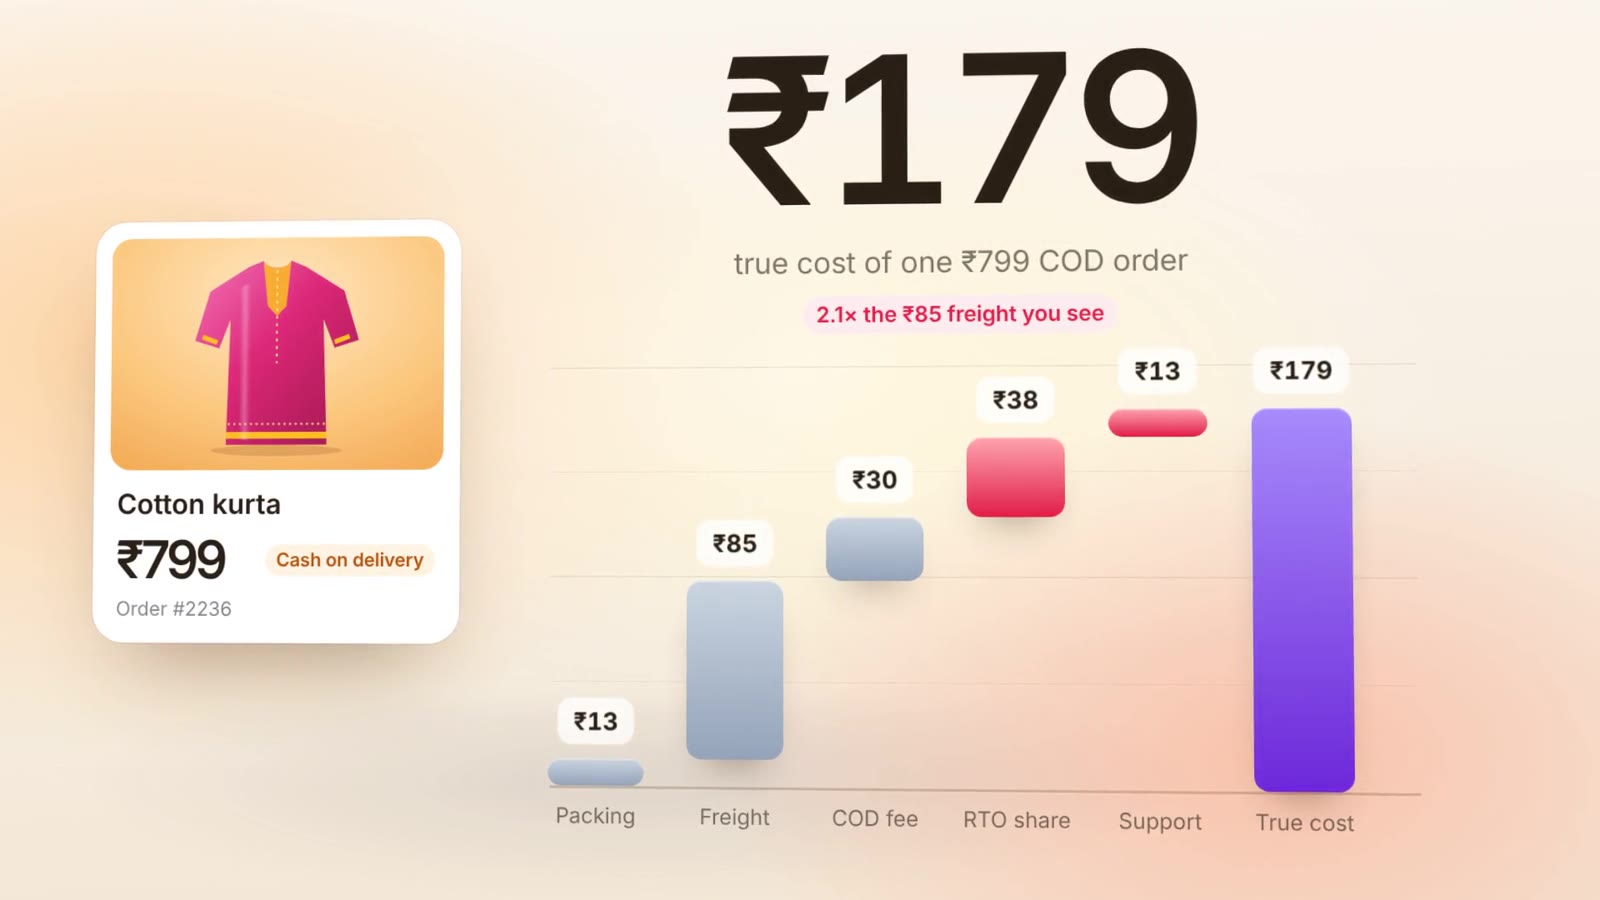 ₹179
true cost of one ₹799 COD order
2.1× the ₹85 freight you see
Cotton kurta
₹799
Cash on delivery
Order #2236
₹13
₹85
₹30
₹38
₹13
₹179
Packing
Freight
COD fee
RTO share
Support
True cost